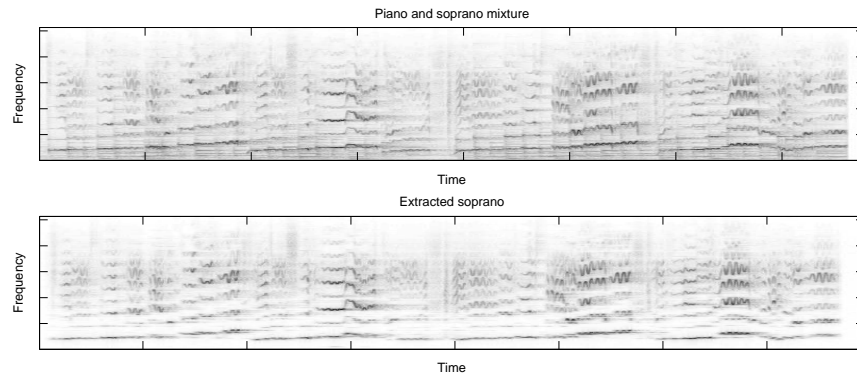 Piano and soprano mixture
Frequency
Time
Extracted soprano
Frequency
Time